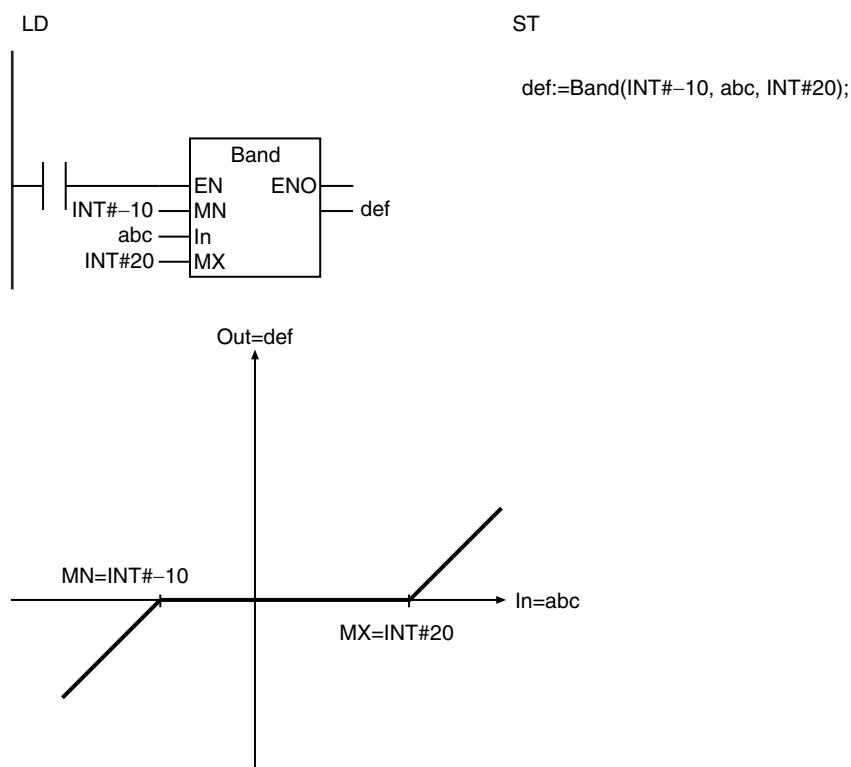 LD
ST
def:=Band(INT#−10, abc, INT#20);
Band
EN ENO
INT#−10 MN def
abc In
INT#20 MX
Out=def
MN=INT#−10
In=abc
MX=INT#20